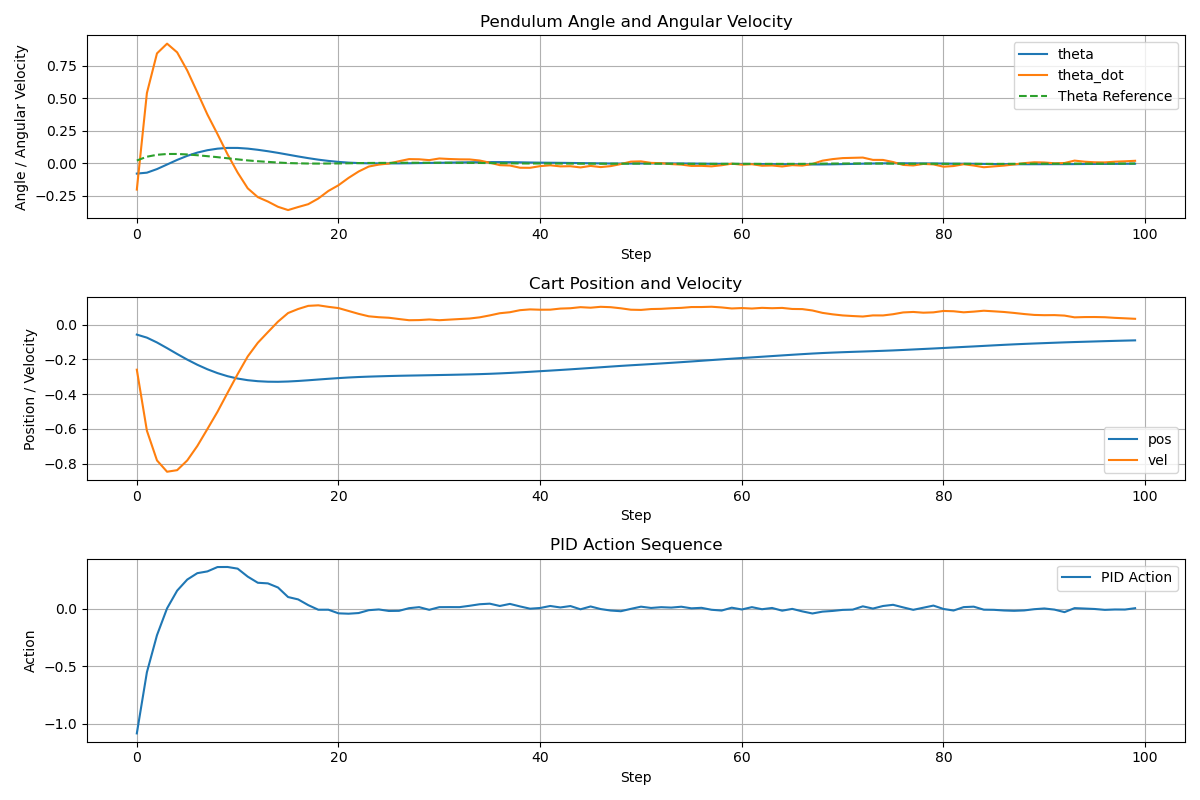 Pendulum Angle and Angular Velocity
Angle / Angular Velocity
0.75
0.50
0.25
0.00
−0.25
theta
theta_dot
Theta Reference
0 20 40 60 80 100
Step
Cart Position and Velocity
Position / Velocity
0.0
−0.2
−0.4
−0.6
−0.8
pos
vel
0 20 40 60 80 100
Step
PID Action Sequence
Action
0.0
−0.5
−1.0
PID Action
0 20 40 60 80 100
Step